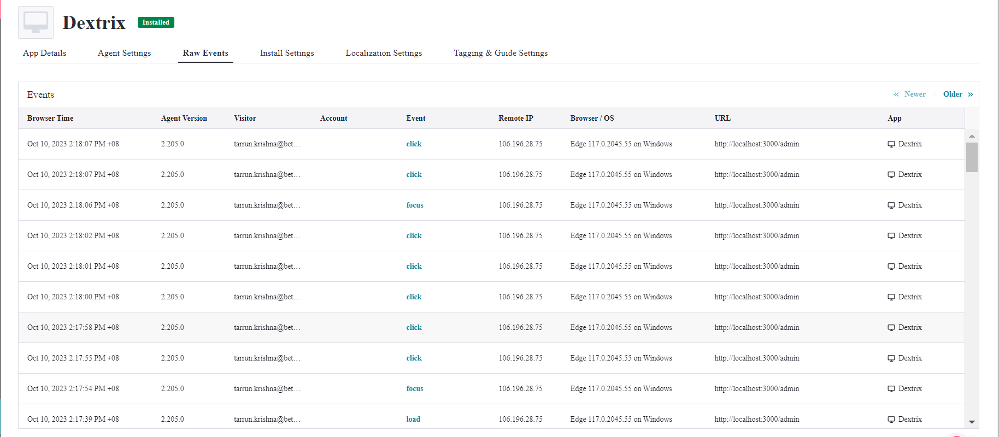 Dextrix Installed
App Details Agent Settings Raw Events Install Settings Localization Settings Tagging & Guide Settings
Events « Newer Older »
Browser Time Agent Version Visitor Account Event Remote IP Browser / OS URL App
Oct 10, 2023 2:18:07 PM +08 2.205.0 tarrun.krishna@bet… click 106.196.28.75 Edge 117.0.2045.55 on Windows http://localhost:3000/admin Dextrix
Oct 10, 2023 2:18:07 PM +08 2.205.0 tarrun.krishna@bet… click 106.196.28.75 Edge 117.0.2045.55 on Windows http://localhost:3000/admin Dextrix
Oct 10, 2023 2:18:06 PM +08 2.205.0 tarrun.krishna@bet… focus 106.196.28.75 Edge 117.0.2045.55 on Windows http://localhost:3000/admin Dextrix
Oct 10, 2023 2:18:02 PM +08 2.205.0 tarrun.krishna@bet… click 106.196.28.75 Edge 117.0.2045.55 on Windows http://localhost:3000/admin Dextrix
Oct 10, 2023 2:18:01 PM +08 2.205.0 tarrun.krishna@bet… click 106.196.28.75 Edge 117.0.2045.55 on Windows http://localhost:3000/admin Dextrix
Oct 10, 2023 2:18:00 PM +08 2.205.0 tarrun.krishna@bet… click 106.196.28.75 Edge 117.0.2045.55 on Windows http://localhost:3000/admin Dextrix
Oct 10, 2023 2:17:58 PM +08 2.205.0 tarrun.krishna@bet… click 106.196.28.75 Edge 117.0.2045.55 on Windows http://localhost:3000/admin Dextrix
Oct 10, 2023 2:17:55 PM +08 2.205.0 tarrun.krishna@bet… click 106.196.28.75 Edge 117.0.2045.55 on Windows http://localhost:3000/admin Dextrix
Oct 10, 2023 2:17:54 PM +08 2.205.0 tarrun.krishna@bet… focus 106.196.28.75 Edge 117.0.2045.55 on Windows http://localhost:3000/admin Dextrix
Oct 10, 2023 2:17:39 PM +08 2.205.0 tarrun.krishna@bet… load 106.196.28.75 Edge 117.0.2045.55 on Windows http://localhost:3000/admin Dextrix